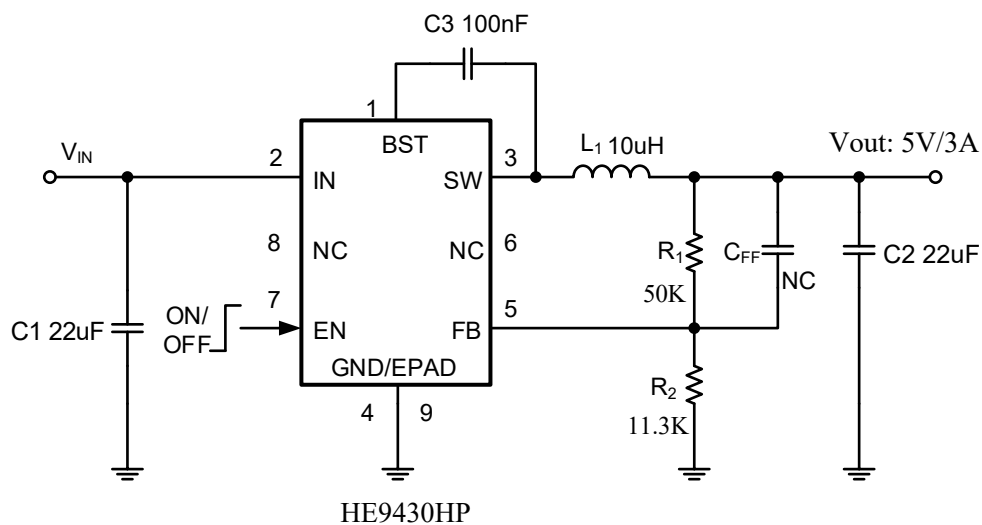 C3 100nF
1
BST
V_IN
2
IN
SW
3
L₁ 10uH
Vout: 5V/3A
8
NC
NC
6
R₁
50K
C_FF
NC
C2 22uF
7
ON/
OFF
EN
FB
5
C1 22uF
GND/EPAD
4
9
R₂
11.3K
HE9430HP